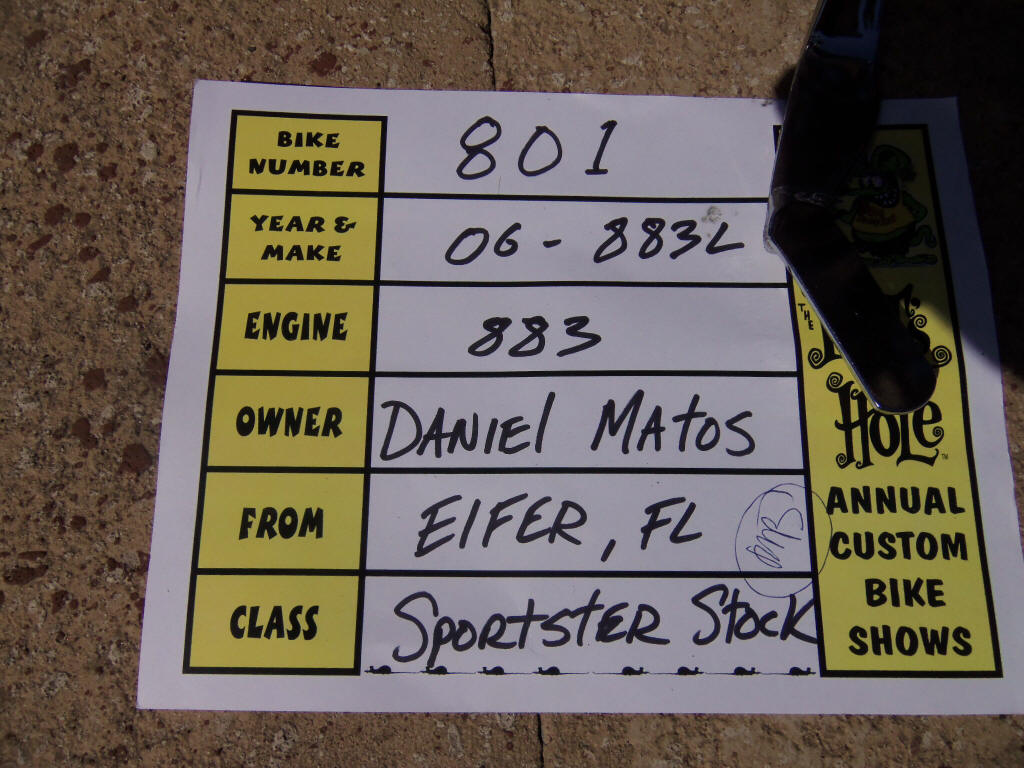 BIKE NUMBER 801
YEAR & MAKE 06 - 883L
ENGINE 883
OWNER DANIEL MATOS
FROM EIFER, FL
CLASS SPORTSTER STOCK
THE
HOLE™
ANNUAL
CUSTOM
BIKE
SHOWS